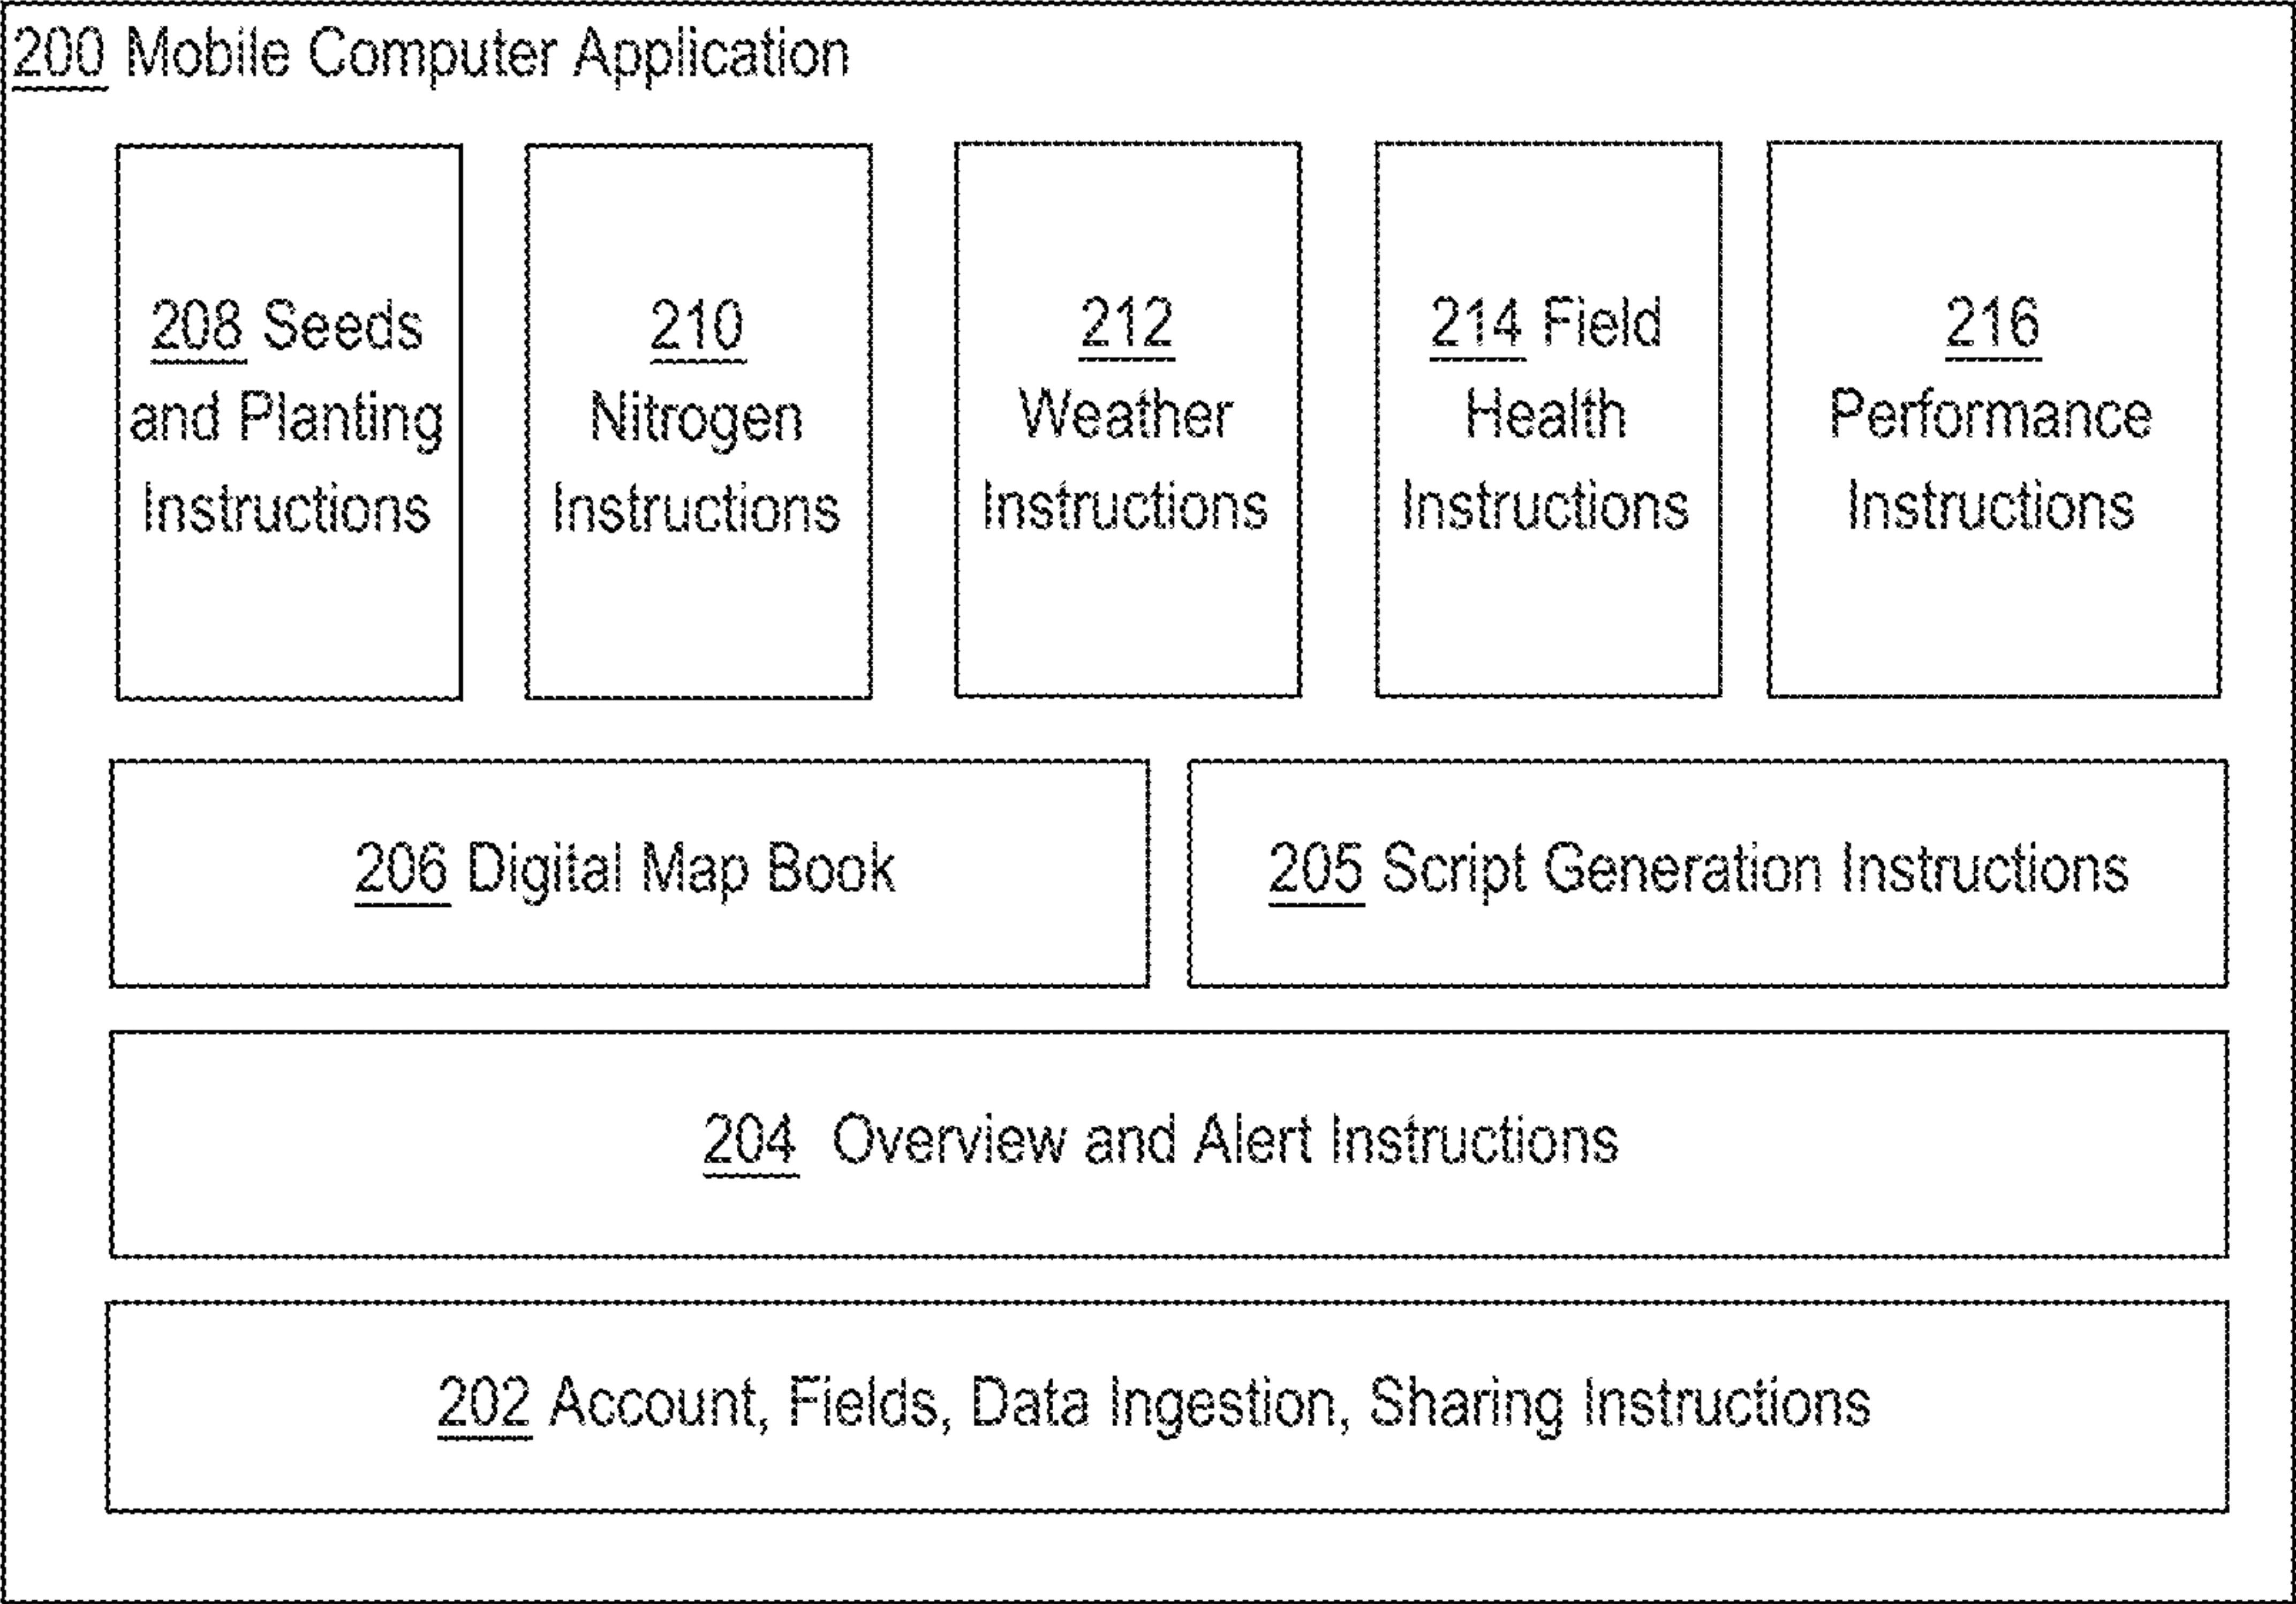 200 Mobile Computer Application
208 Seeds
and Planting
Instructions
210
Nitrogen
Instructions
212
Weather
Instructions
214 Field
Health
Instructions
216
Performance
Instructions
206 Digital Map Book
205 Script Generation Instructions
204 Overview and Alert Instructions
202 Account, Fields, Data Ingestion, Sharing Instructions